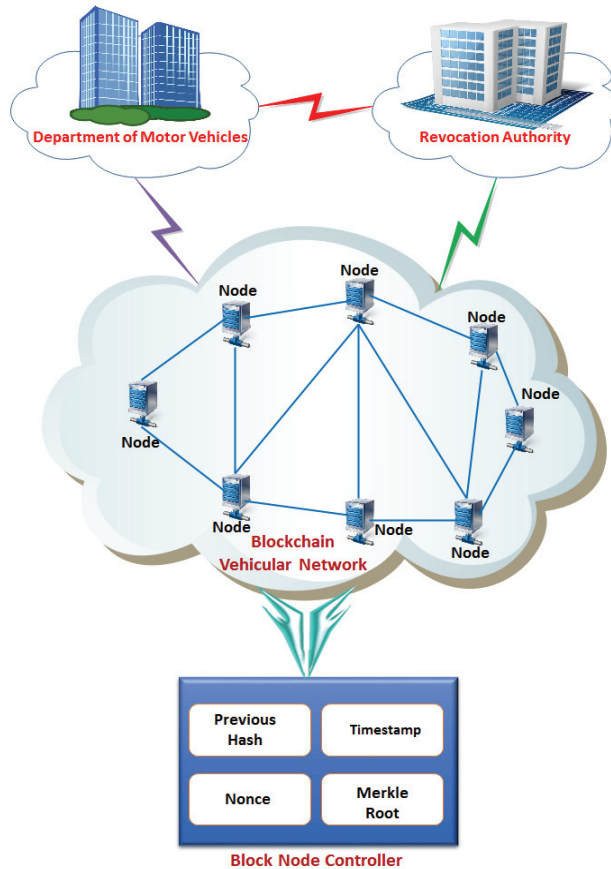 Department of Motor Vehicles
Revocation Authority
Node
Node
Node
Node
Node
Node
Node
Node
Blockchain
Vehicular Network
Previous
Hash
Timestamp
Nonce
Merkle
Root
Block Node Controller